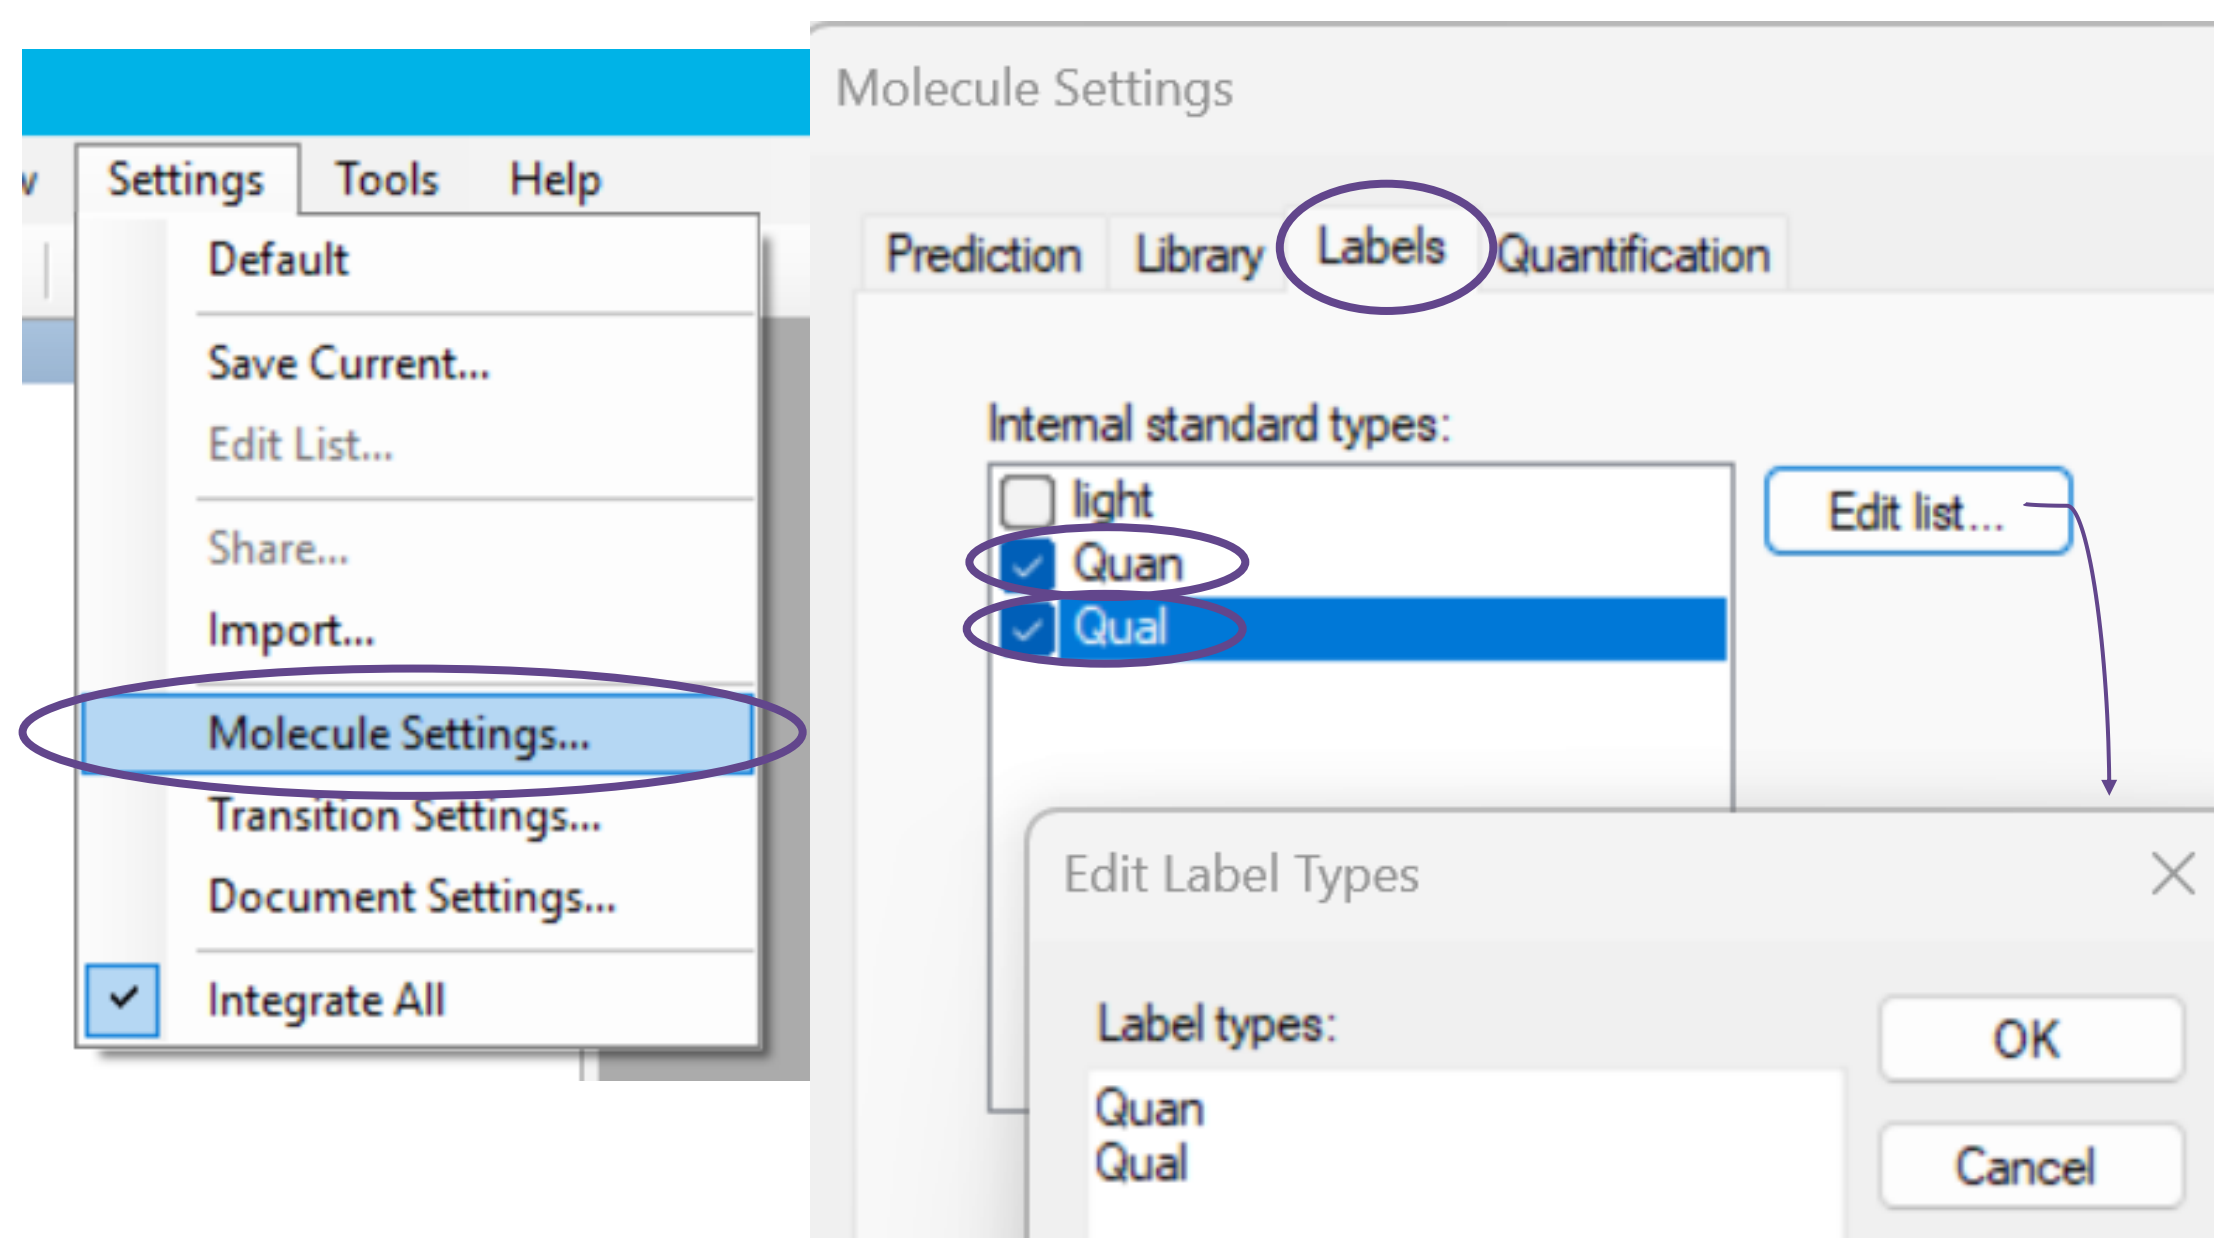 Settings Tools Help
Default
Save Current...
Edit List...
Share...
Import...
Molecule Settings...
Transition Settings...
Document Settings...
Integrate All
Molecule Settings
Prediction Library Labels Quantification
Internal standard types:
light
Quan
Qual
Edit list...
Edit Label Types
Label types:
Quan
Qual
OK
Cancel